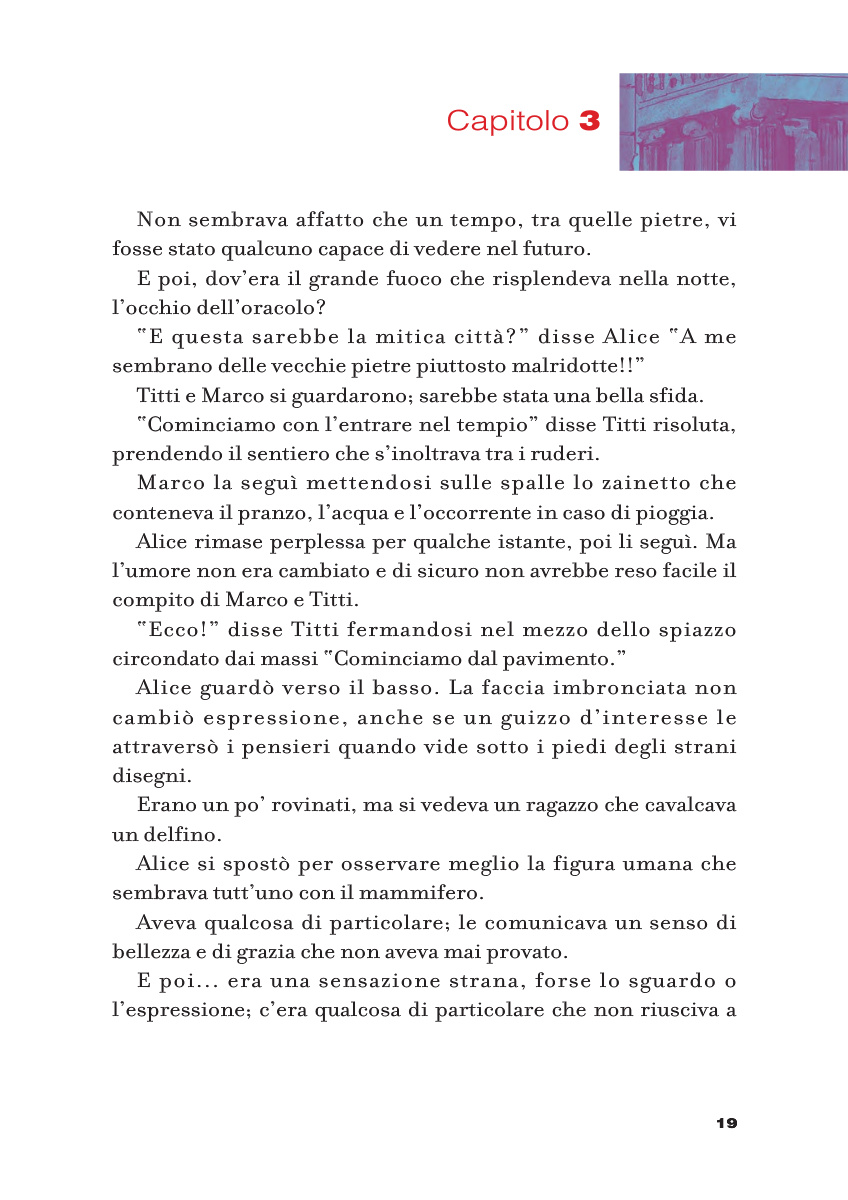 Capitolo 3
Non sembrava affatto che un tempo, tra quelle pietre, vi
fosse stato qualcuno capace di vedere nel futuro.
E poi, dov’era il grande fuoco che risplendeva nella notte,
l’occhio dell’oracolo?
‟E questa sarebbe la mitica città?” disse Alice ‟A me
sembrano delle vecchie pietre piuttosto malridotte!!”
Titti e Marco si guardarono; sarebbe stata una bella sfida.
‟Cominciamo con l’entrare nel tempio” disse Titti risoluta,
prendendo il sentiero che s’inoltrava tra i ruderi.
Marco la seguì mettendosi sulle spalle lo zainetto che
conteneva il pranzo, l’acqua e l’occorrente in caso di pioggia.
Alice rimase perplessa per qualche istante, poi li seguì. Ma
l’umore non era cambiato e di sicuro non avrebbe reso facile il
compito di Marco e Titti.
‟Ecco!” disse Titti fermandosi nel mezzo dello spiazzo
circondato dai massi ‟Cominciamo dal pavimento.”
Alice guardò verso il basso. La faccia imbronciata non
cambiò espressione, anche se un guizzo d’interesse le
attraversò i pensieri quando vide sotto i piedi degli strani
disegni.
Erano un po’ rovinati, ma si vedeva un ragazzo che cavalcava
un delfino.
Alice si spostò per osservare meglio la figura umana che
sembrava tutt’uno con il mammifero.
Aveva qualcosa di particolare; le comunicava un senso di
bellezza e di grazia che non aveva mai provato.
E poi... era una sensazione strana, forse lo sguardo o
l’espressione; c’era qualcosa di particolare che non riusciva a
19